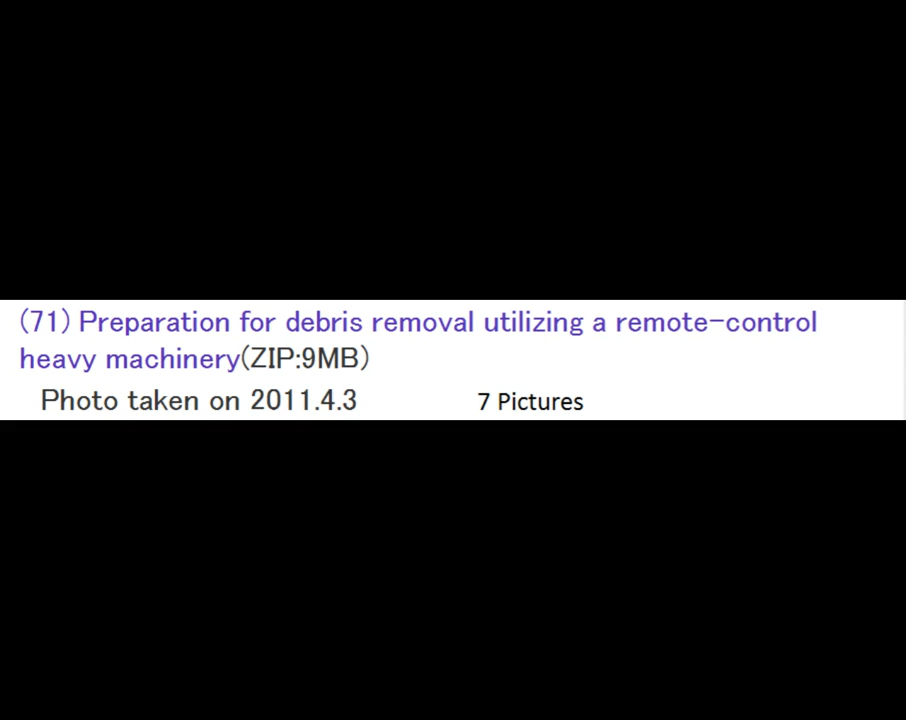 (71) Preparation for debris removal utilizing a remote-control
heavy machinery(ZIP:9MB)
Photo taken on 2011.4.3 7 Pictures